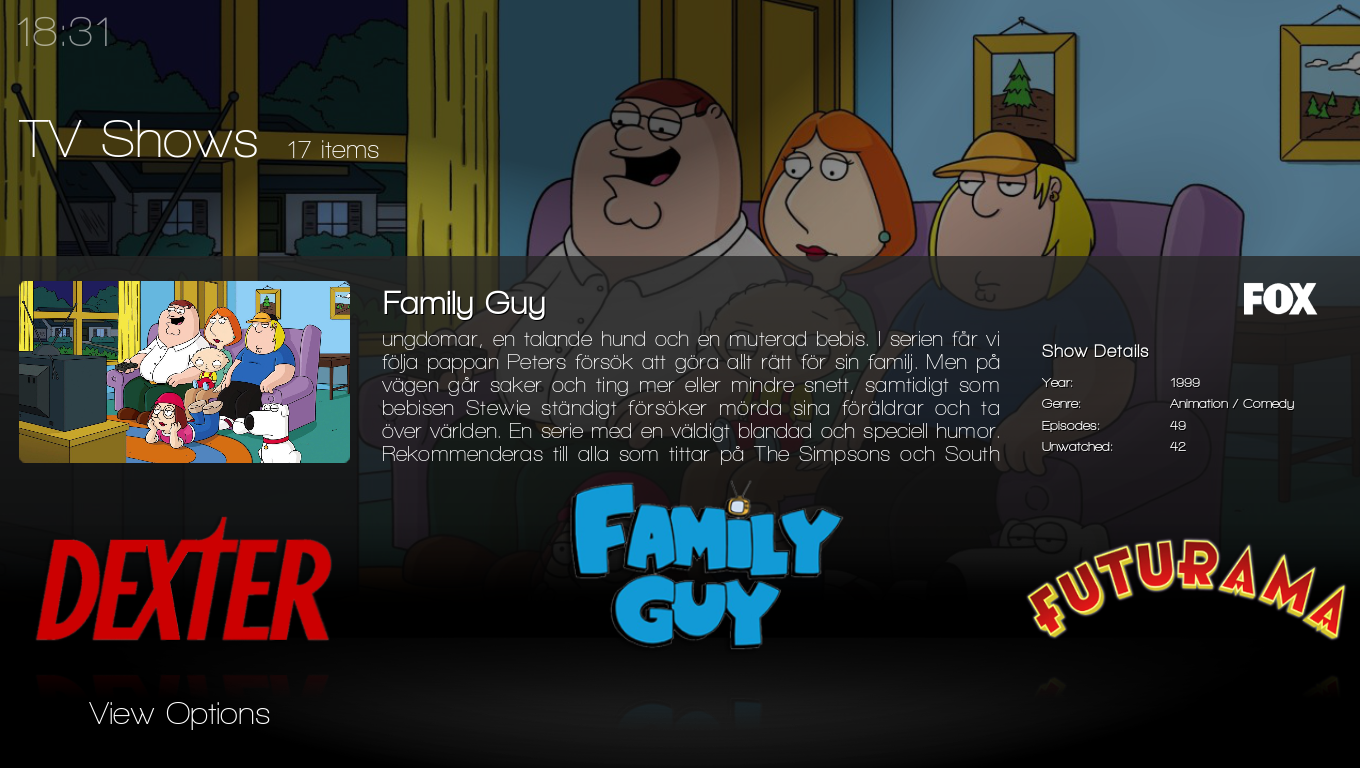 18:31
TV Shows 17 items
Family Guy
FOX
ungdomar, en talande hund och en muterad bebis. I serien får vi
följa pappan Peters försök att göra allt rätt för sin familj. Men på
vägen går saker och ting mer eller mindre snett, samtidigt som
bebisen Stewie ständigt försöker mörda sina föräldrar och ta
över världen. En serie med en väldigt blandad och speciell humor.
Rekommenderas till alla som tittar på The Simpsons och South
Show Details
Year: 1999
Genre: Animation / Comedy
Episodes: 49
Unwatched: 42
DEXTER
FAMILY
GUY
FUTURAMA
View Options